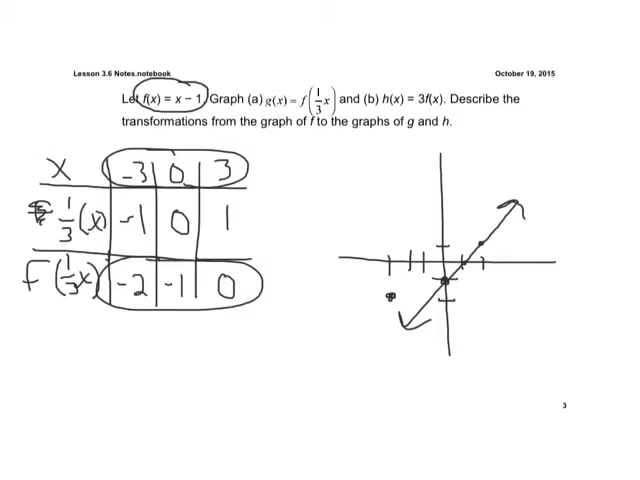 Lesson 3.6 Notes.notebook
October 19, 2015
Let f(x) = x − 1. Graph (a) g(x) = f(1/3 x) and (b) h(x) = 3f(x). Describe the
transformations from the graph of f to the graphs of g and h.
x -3 0 3
1/3 (x) -1 0 1
F (1/3 x) -2 -1 0
3